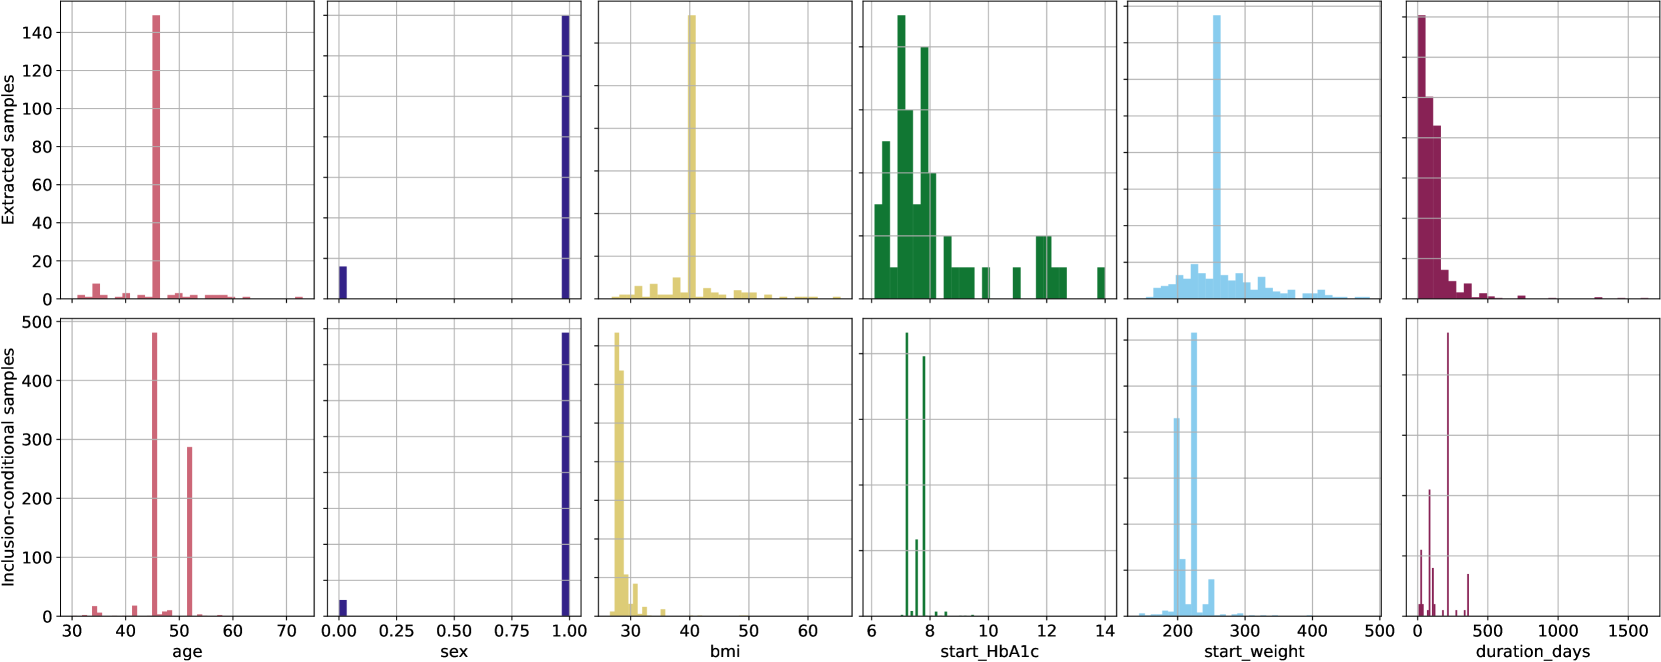 Extracted samples
140
120
100
80
60
40
20
0
Inclusion-conditional samples
500
400
300
200
100
0
30 40 50 60 70
age
0.00 0.25 0.50 0.75 1.00
sex
30 40 50 60
bmi
6 8 10 12 14
start_HbA1c
200 300 400 500
start_weight
0 500 1000 1500
duration_days